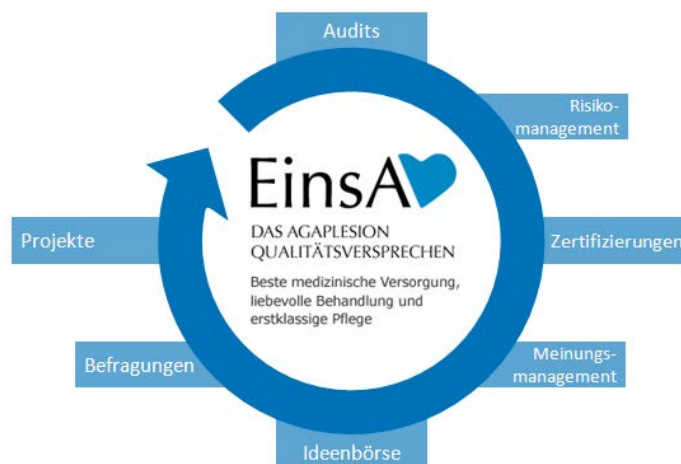 Audits
Risiko-
management
Zertifizierungen
Meinungs-
management
Ideenbörse
Befragungen
Projekte
EinsA
DAS AGAPLESION
QUALITÄTSVERSPRECHEN
Beste medizinische Versorgung,
liebevolle Behandlung und
erstklassige Pflege